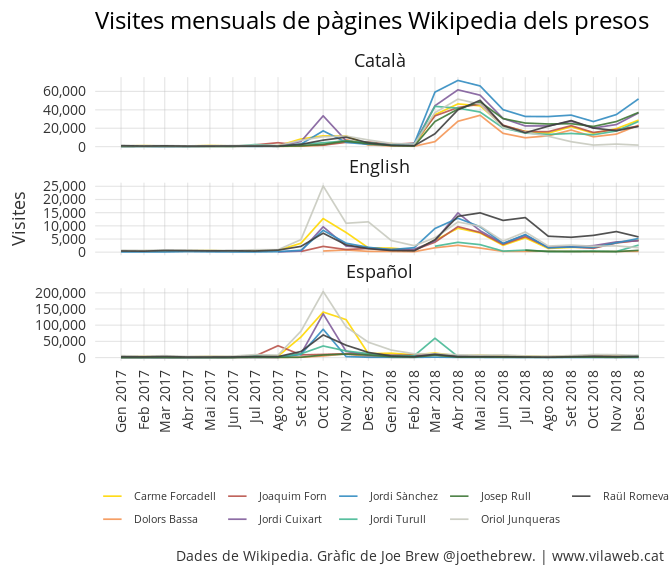 Visites mensuals de pàgines Wikipedia dels presos
Català
60,000
40,000
20,000
0
English
25,000
20,000
15,000
10,000
5,000
0
Español
200,000
150,000
100,000
50,000
0
Visites
Gen 2017
Feb 2017
Mar 2017
Abr 2017
Mai 2017
Jun 2017
Jul 2017
Ago 2017
Set 2017
Oct 2017
Nov 2017
Des 2017
Gen 2018
Feb 2018
Mar 2018
Abr 2018
Mai 2018
Jun 2018
Jul 2018
Ago 2018
Set 2018
Oct 2018
Nov 2018
Des 2018
Carme Forcadell Joaquim Forn Jordi Sànchez Josep Rull Raül Romeva
Dolors Bassa Jordi Cuixart Jordi Turull Oriol Junqueras
Dades de Wikipedia. Gràfic de Joe Brew @joethebrew. | www.vilaweb.cat